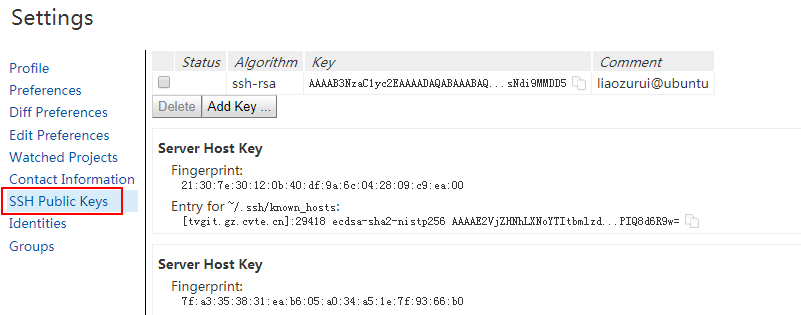 Settings
Profile
Preferences
Diff Preferences
Edit Preferences
Watched Projects
Contact Information
SSH Public Keys
Identities
Groups
Status Algorithm Key Comment
ssh-rsa AAAAB3NzaC1yc2EAAAADAQABAAABAQ...sNdi9MMDD5 liaozurui@ubuntu
Delete Add Key ...
Server Host Key
Fingerprint:
21:30:7e:30:12:0b:40:df:9a:6c:04:28:09:c9:ea:00
Entry for ~/.ssh/known_hosts:
[tvgit.gz.cvte.cn]:29418 ecdsa-sha2-nistp256 AAAAE2VjZHNhLXNoYTItbmlzd...PIQ8d6R9w=
Server Host Key
Fingerprint:
7f:a3:35:38:31:ea:b6:05:a0:34:a5:1e:7f:93:66:b0